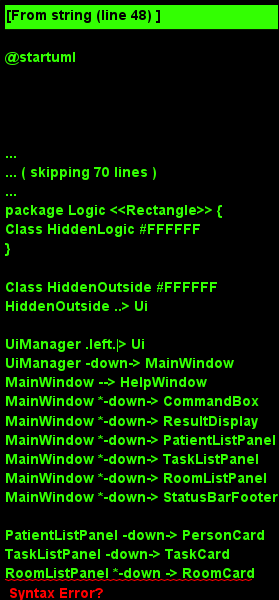 [From string (line 48) ]
@startuml
...
... ( skipping 70 lines )
...
package Logic <<Rectangle>> {
Class HiddenLogic #FFFFFF
}
Class HiddenOutside #FFFFFF
HiddenOutside ..> Ui
UiManager .left.|> Ui
UiManager -down-> MainWindow
MainWindow --> HelpWindow
MainWindow *-down-> CommandBox
MainWindow *-down-> ResultDisplay
MainWindow *-down-> PatientListPanel
MainWindow *-down-> TaskListPanel
MainWindow *-down-> RoomListPanel
MainWindow *-down-> StatusBarFooter
PatientListPanel -down-> PersonCard
TaskListPanel -down-> TaskCard
RoomListPanel *-down -> RoomCard
Syntax Error?